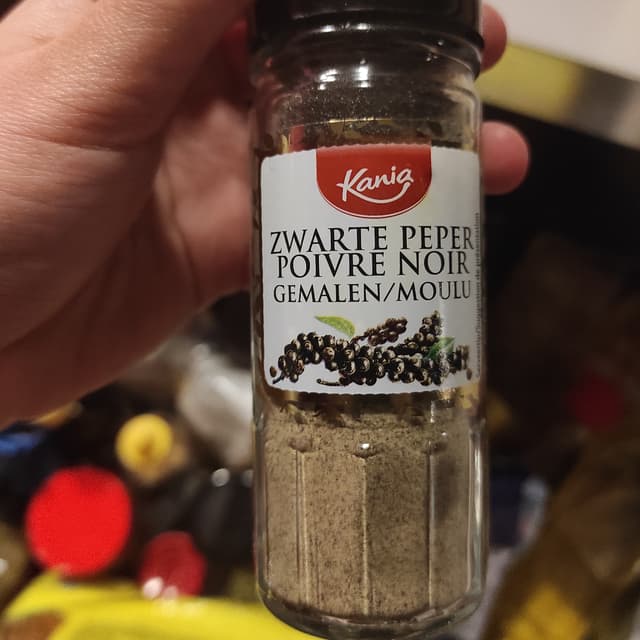 Kania
ZWARTE PEPER
POIVRE NOIR
GEMALEN/MOULU